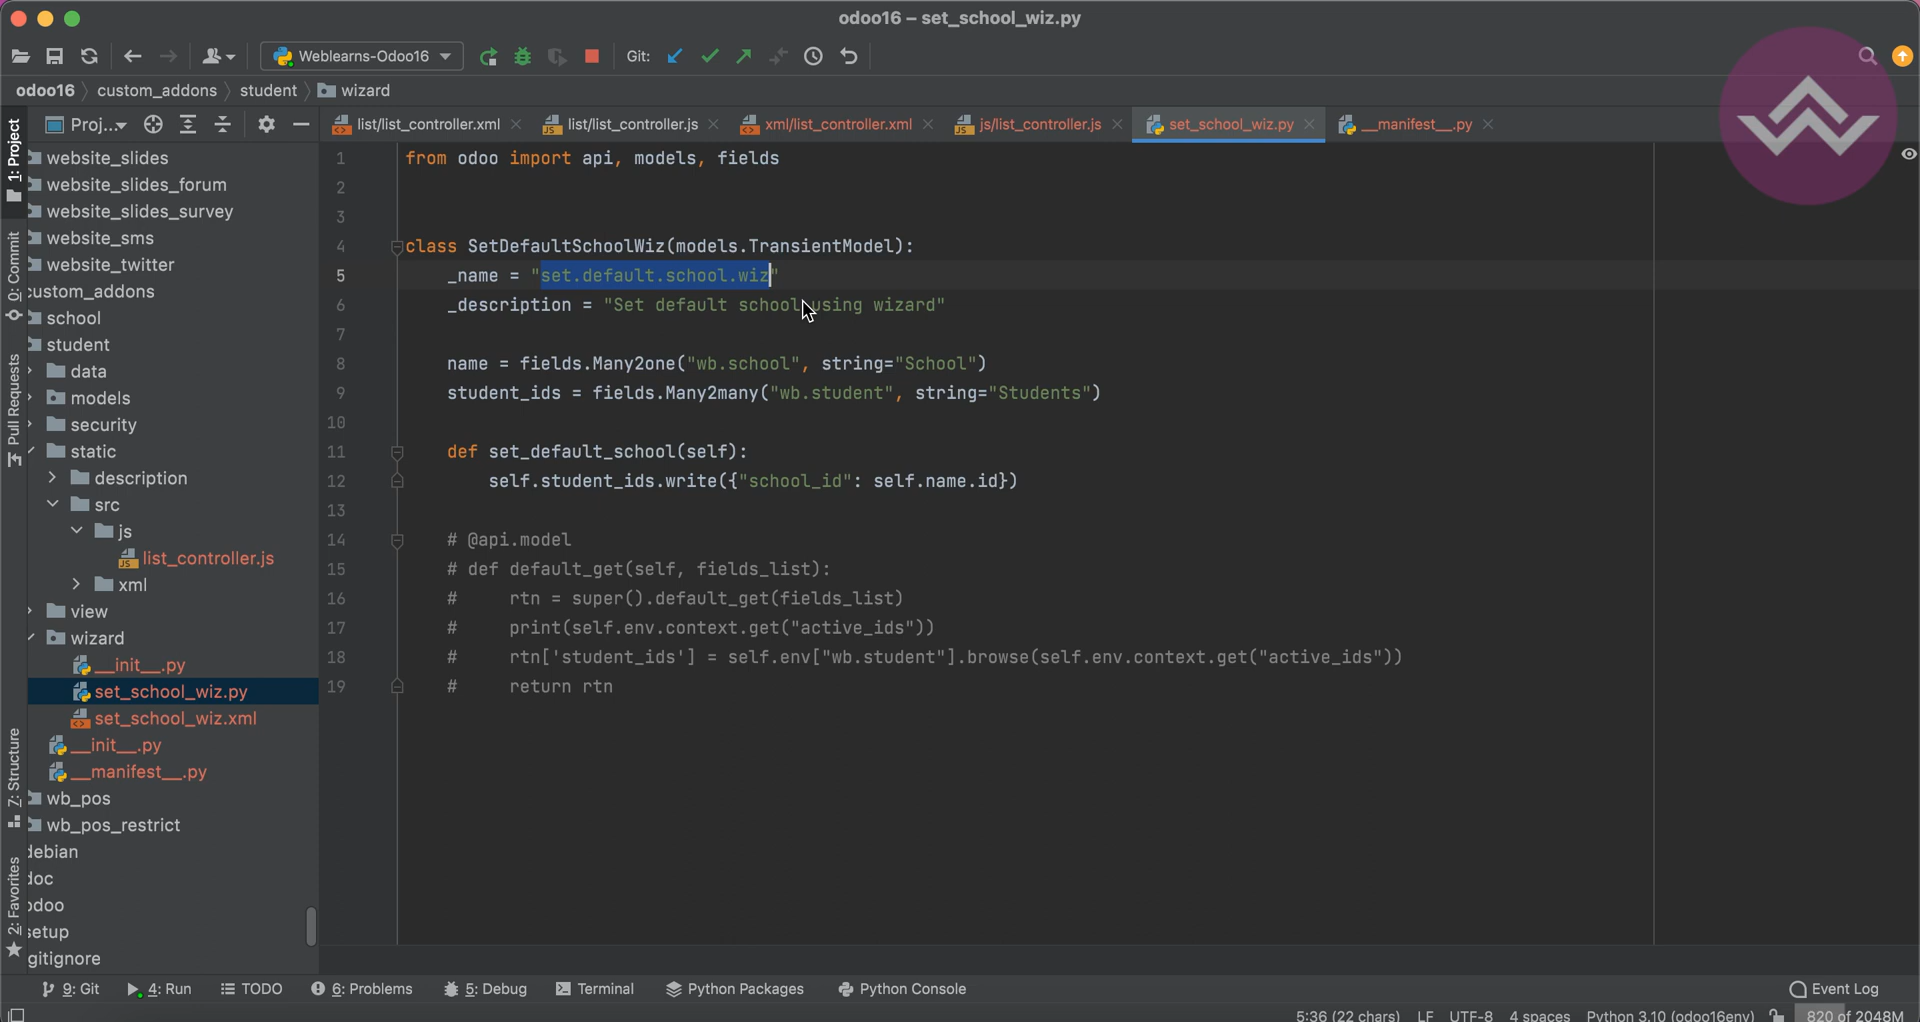 odoo16 – set_school_wiz.py
Weblearns-Odoo16
Git:
odoo16 custom_addons student wizard
Proj...
list/list_controller.xml
list/list_controller.js
xml/list_controller.xml
js/list_controller.js
set_school_wiz.py
__manifest__.py
1: Project
0: Commit
Pull Requests
7: Structure
2: Favorites
website_slides
website_slides_forum
website_slides_survey
website_sms
website_twitter
custom_addons
school
student
data
models
security
static
description
src
js
list_controller.js
xml
view
wizard
__init__.py
set_school_wiz.py
set_school_wiz.xml
__init__.py
__manifest__.py
wb_pos
wb_pos_restrict
debian
doc
odoo
setup
gitignore
1 from odoo import api, models, fields
2
3
4 class SetDefaultSchoolWiz(models.TransientModel):
5 _name = "set.default.school.wiz"
6 _description = "Set default school using wizard"
7
8 name = fields.Many2one("wb.school", string="School")
9 student_ids = fields.Many2many("wb.student", string="Students")
10
11 def set_default_school(self):
12 self.student_ids.write({"school_id": self.name.id})
13
14 # @api.model
15 # def default_get(self, fields_list):
16 # rtn = super().default_get(fields_list)
17 # print(self.env.context.get("active_ids"))
18 # rtn['student_ids'] = self.env["wb.student"].browse(self.env.context.get("active_ids"))
19 # return rtn
9: Git
4: Run
TODO
6: Problems
5: Debug
Terminal
Python Packages
Python Console
Event Log
5:36 (22 chars) LF UTF-8 4 spaces Python 3.10 (odoo16env) 820 of 2048M